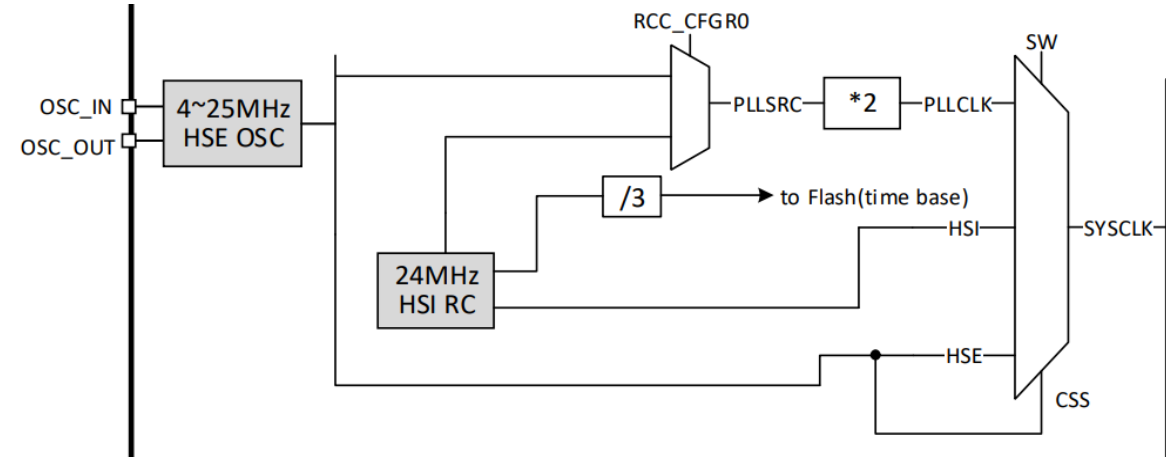 RCC_CFGR0
SW
OSC_IN
OSC_OUT
4~25MHz
HSE OSC
PLLSRC
*2
PLLCLK
/3
to Flash(time base)
HSI
SYSCLK
24MHz
HSI RC
HSE
CSS